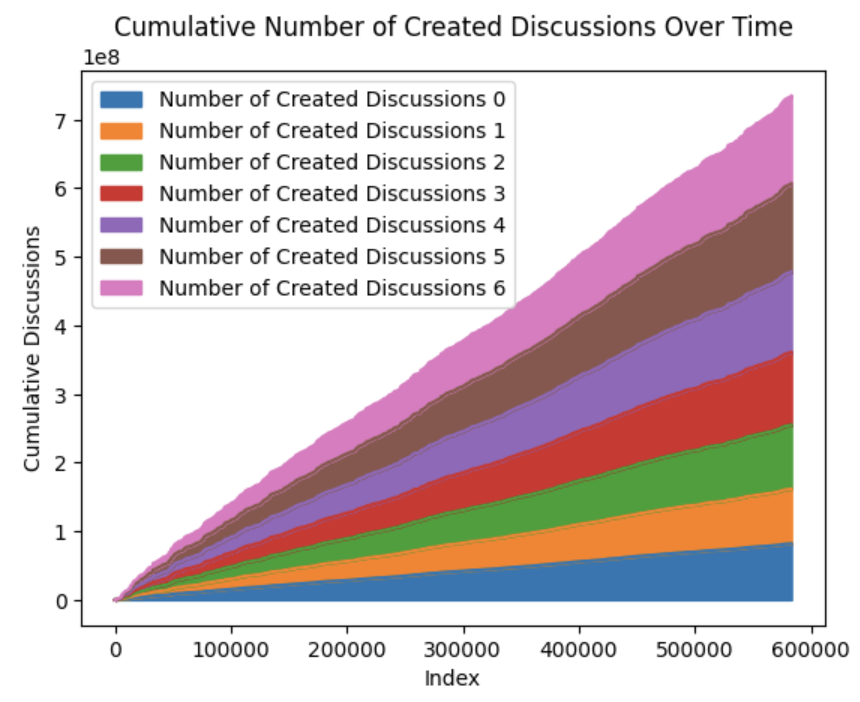 Cumulative Number of Created Discussions Over Time
1e8
Number of Created Discussions 0
Number of Created Discussions 1
Number of Created Discussions 2
Number of Created Discussions 3
Number of Created Discussions 4
Number of Created Discussions 5
Number of Created Discussions 6
7
6
5
4
3
2
1
0
Cumulative Discussions
0 100000 200000 300000 400000 500000 600000
Index